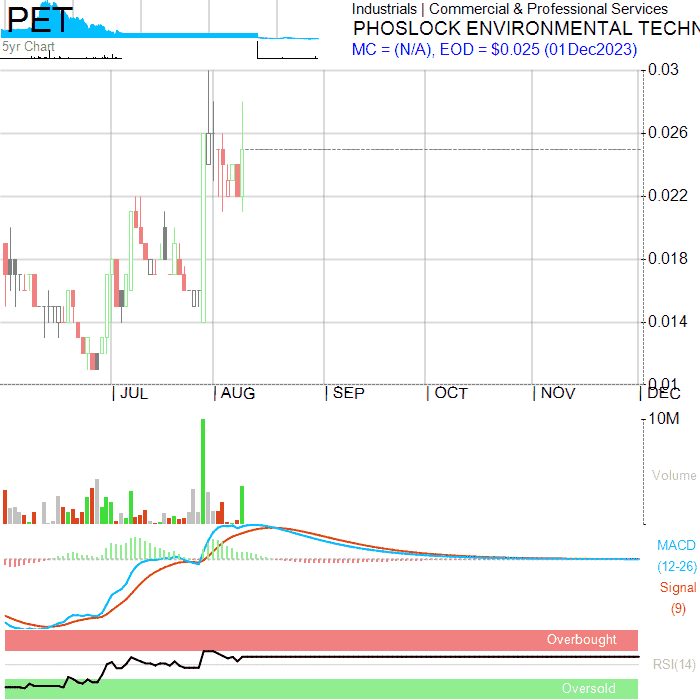 PET
5yr Chart
Industrials | Commercial & Professional Services
PHOSLOCK ENVIRONMENTAL TECHN
MC = (N/A), EOD = $0.025 (01Dec2023)
0.03
0.026
0.022
0.018
0.014
0.01
| JUL | AUG | SEP | OCT | NOV | DEC
10M
Volume
MACD
(12-26)
Signal
(9)
Overbought
RSI(14)
Oversold